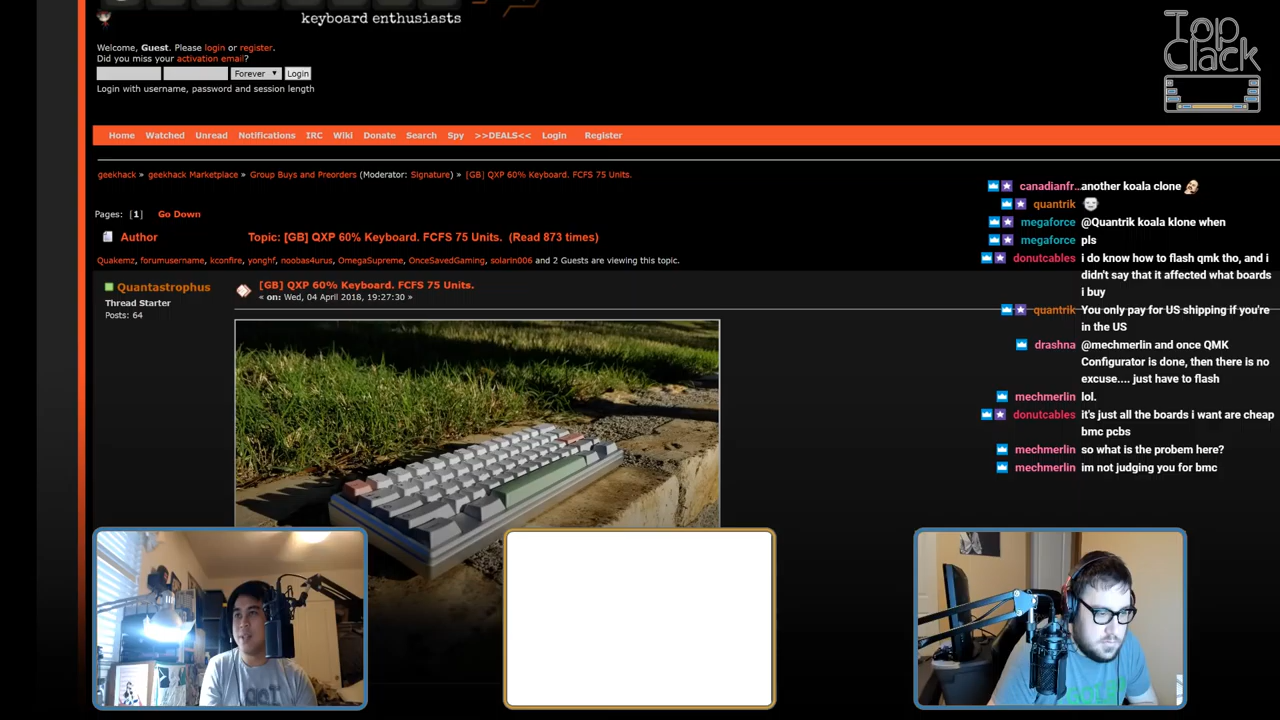 keyboard enthusiasts
Welcome, Guest. Please login or register.
Did you miss your activation email?
Forever ▼ Login
Login with username, password and session length
Home Watched Unread Notifications IRC Wiki Donate Search Spy >>DEALS<< Login Register
geekhack » geekhack Marketplace » Group Buys and Preorders (Moderator: Signature) » [GB] QXP 60% Keyboard. FCFS 75 Units.
Pages: [1] Go Down
Author Topic: [GB] QXP 60% Keyboard. FCFS 75 Units. (Read 873 times)
Quakemz, forumusername, kconfire, yonghf, noobas4urus, OmegaSupreme, OnceSavedGaming, solarin006 and 2 Guests are viewing this topic.
Quantastrophus
Thread Starter
Posts: 64
[GB] QXP 60% Keyboard. FCFS 75 Units.
« on: Wed, 04 April 2018, 19:27:30 »
Top
Clack
canadianfr... another koala clone
quantrik
megaforce @Quantrik koala klone when
megaforce pls
donutcables i do know how to flash qmk tho, and i
didn't say that it affected what boards
i buy
quantrik You only pay for US shipping if you're
in the US
drashna @mechmerlin and once QMK
Configurator is done, then there is no
excuse.... just have to flash
mechmerlin lol.
donutcables it's just all the boards i want are cheap
bmc pcbs
mechmerlin so what is the probem here?
mechmerlin im not judging you for bmc